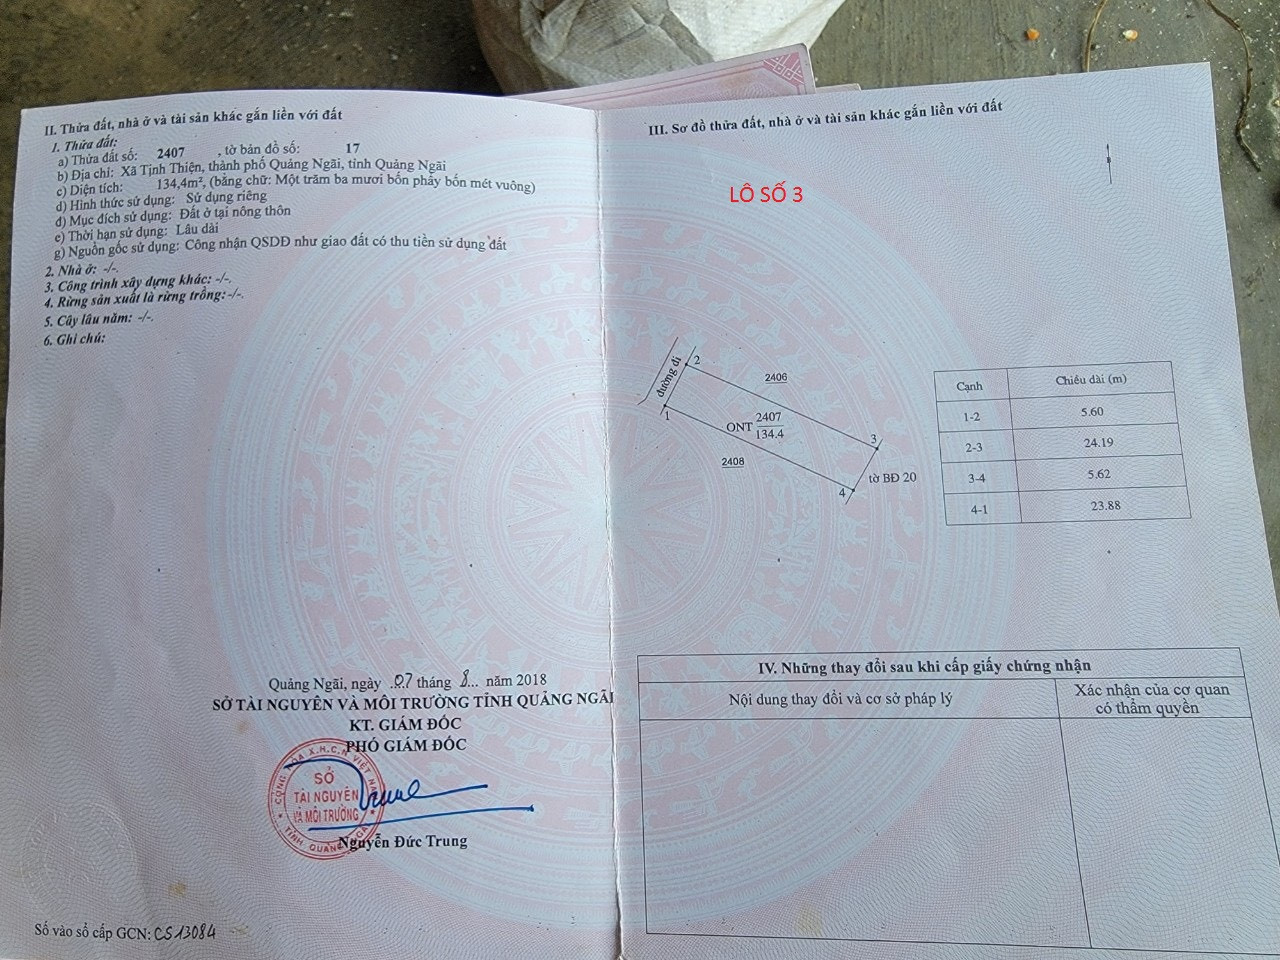 II. Thửa đất, nhà ở và tài sản khác gắn liền với đất
1. Thửa đất:
a) Thửa đất số: 2407 , tờ bản đồ số: 17
b) Địa chỉ: Xã Tịnh Thiện, thành phố Quảng Ngãi, tỉnh Quảng Ngãi
c) Diện tích: 134,4m², (bằng chữ: Một trăm ba mươi bốn phẩy bốn mét vuông)
d) Hình thức sử dụng: Sử dụng riêng
đ) Mục đích sử dụng: Đất ở tại nông thôn
e) Thời hạn sử dụng: Lâu dài
g) Nguồn gốc sử dụng: Công nhận QSDĐ như giao đất có thu tiền sử dụng đất
2. Nhà ở: -/-.
3. Công trình xây dựng khác: -/-.
4. Rừng sản xuất là rừng trồng: -/-.
5. Cây lâu năm: -/-.
6. Ghi chú:
Quảng Ngãi, ngày 07 tháng 8 năm 2018
SỞ TÀI NGUYÊN VÀ MÔI TRƯỜNG TỈNH QUẢNG NGÃI
KT. GIÁM ĐỐC
PHÓ GIÁM ĐỐC
CỘNG HÒA X.H.C.N VIỆT NAM
SỞ
TÀI NGUYÊN
VÀ MÔI TRƯỜNG
TỈNH QUẢNG NGÃI
Nguyễn Đức Trung
Số vào sổ cấp GCN: CS13084
III. Sơ đồ thửa đất, nhà ở và tài sản khác gắn liền với đất
LÔ SỐ 3
đường đi
2
2406
1
ONT 2407
134.4
3
2408
4
tờ BĐ 20
Cạnh Chiều dài (m)
1-2 5.60
2-3 24.19
3-4 5.62
4-1 23.88
IV. Những thay đổi sau khi cấp giấy chứng nhận
Nội dung thay đổi và cơ sở pháp lý
Xác nhận của cơ quan
có thẩm quyền